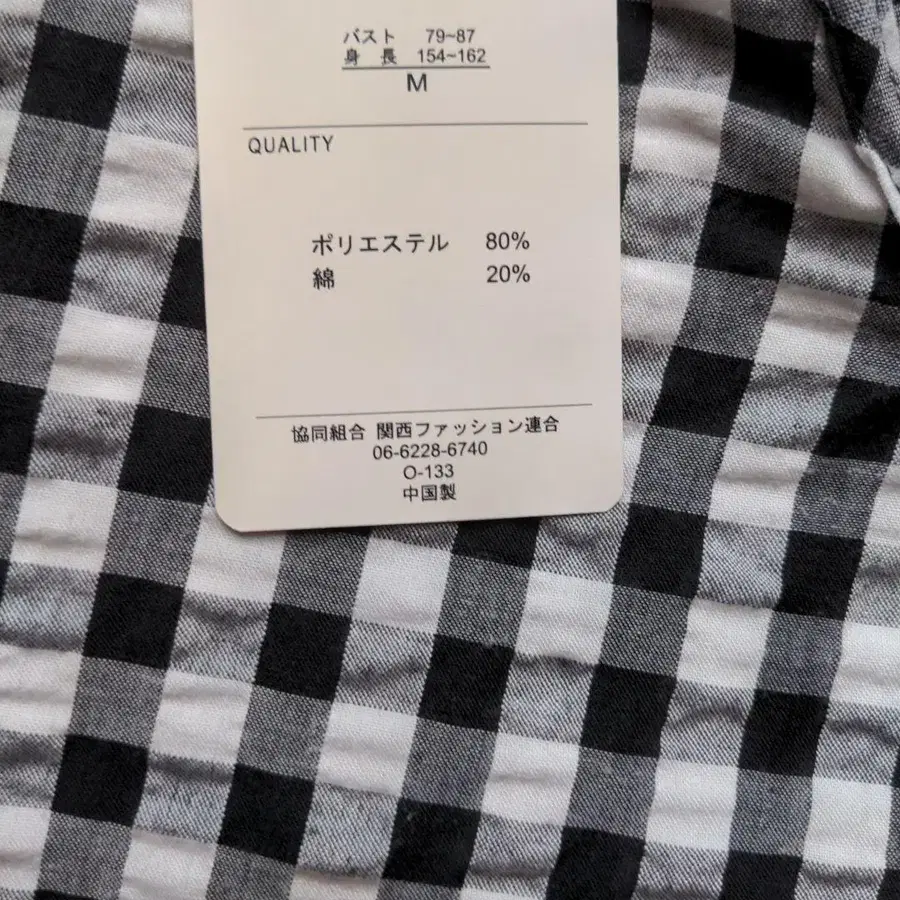 バスト 79~87
身 長 154~162
M
QUALITY
ポリエステル 80%
綿 20%
協同組合 関西ファッション連合
06-6228-6740
O-133
中国製